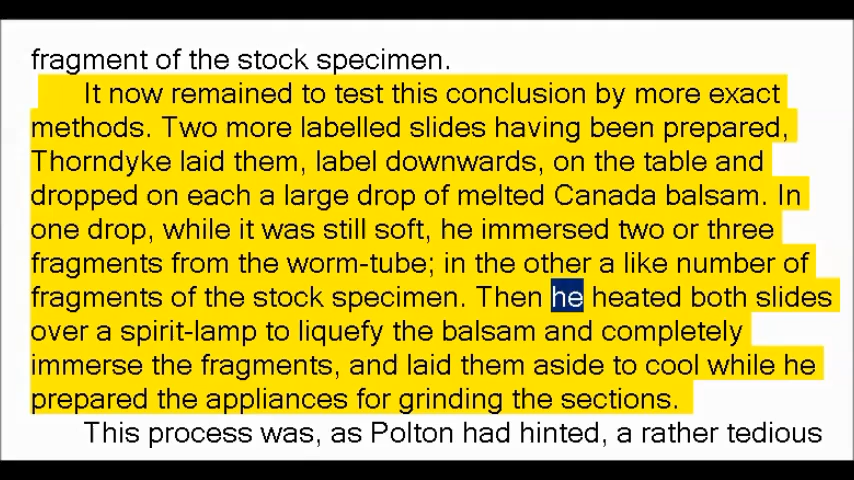 fragment of the stock specimen.
It now remained to test this conclusion by more exact
methods. Two more labelled slides having been prepared,
Thorndyke laid them, label downwards, on the table and
dropped on each a large drop of melted Canada balsam. In
one drop, while it was still soft, he immersed two or three
fragments from the worm-tube; in the other a like number of
fragments of the stock specimen. Then he heated both slides
over a spirit-lamp to liquefy the balsam and completely
immerse the fragments, and laid them aside to cool while he
prepared the appliances for grinding the sections.
This process was, as Polton had hinted, a rather tedious